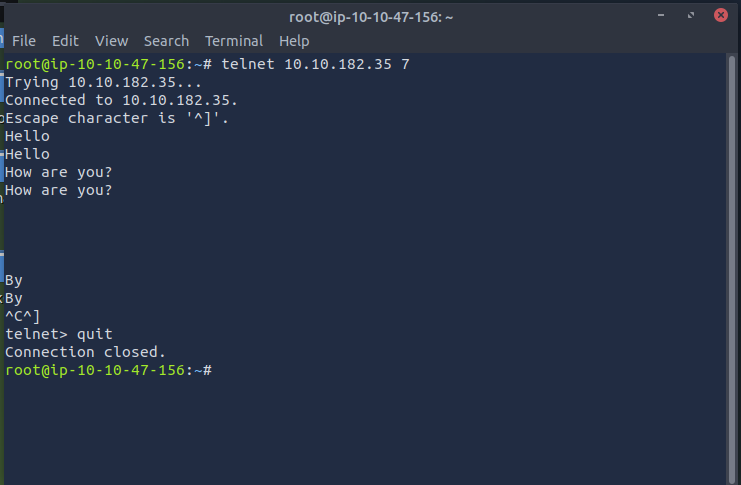 root@ip-10-10-47-156: ~
File Edit View Search Terminal Help
root@ip-10-10-47-156:~# telnet 10.10.182.35 7
Trying 10.10.182.35...
Connected to 10.10.182.35.
Escape character is '^]'.
Hello
Hello
How are you?
How are you?
By
By
^C^]
telnet> quit
Connection closed.
root@ip-10-10-47-156:~#